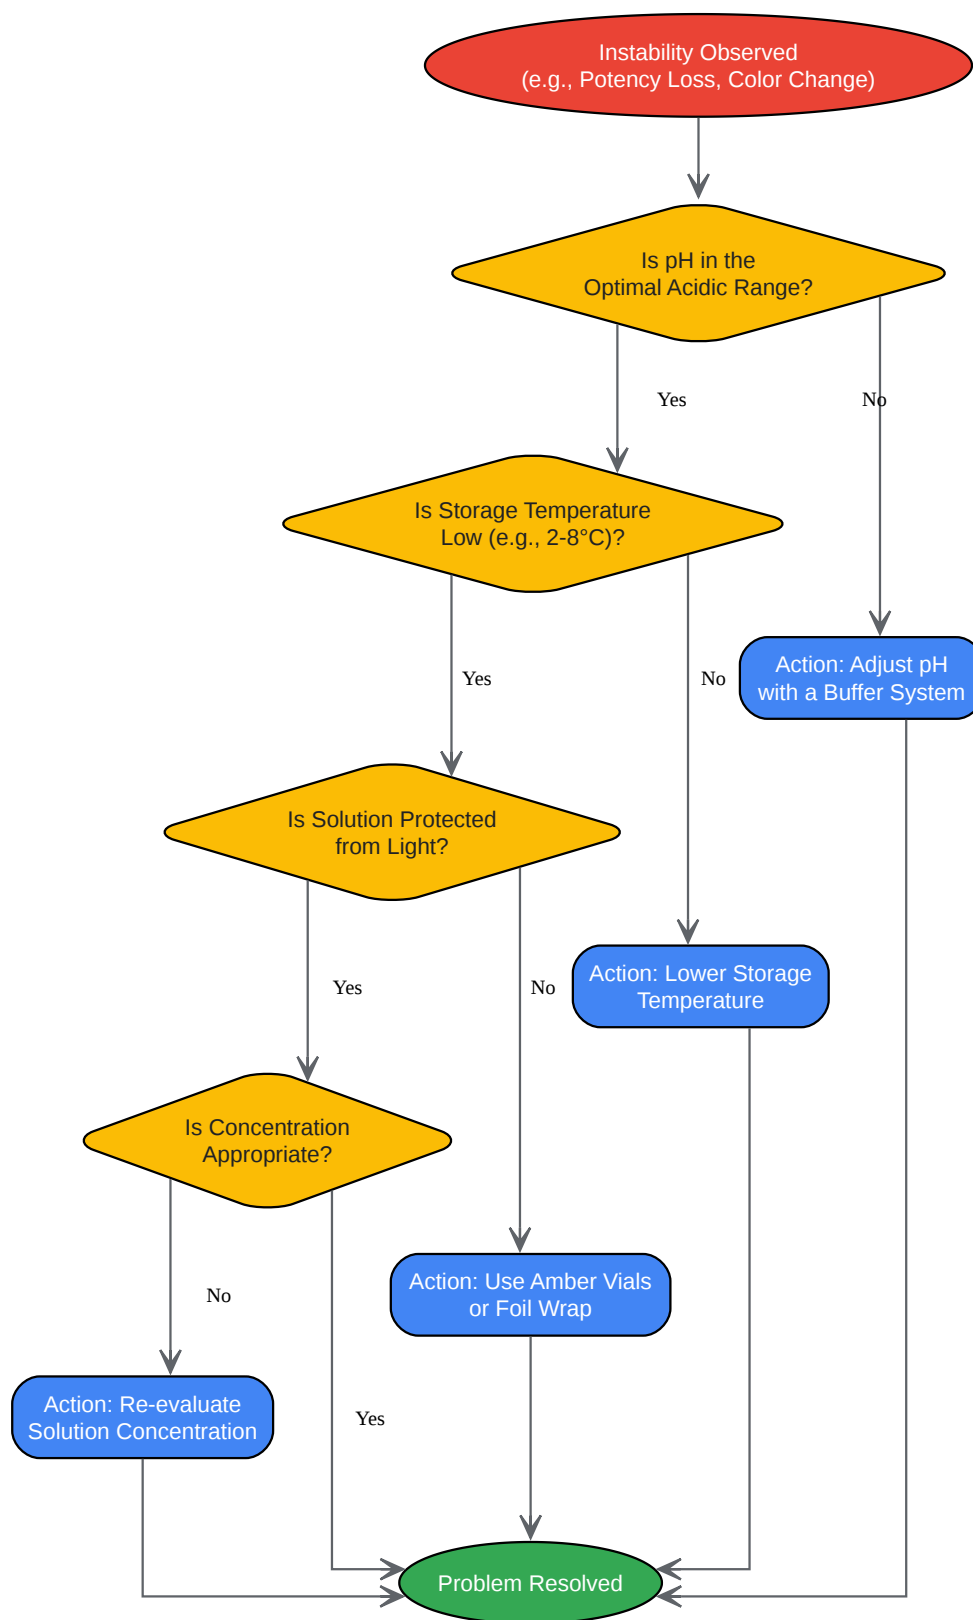 Instability Observed
(e.g., Potency Loss, Color Change)
Is pH in the
Optimal Acidic Range?
Yes
No
Is Storage Temperature
Low (e.g., 2-8°C)?
Action: Adjust pH
with a Buffer System
Yes
No
Is Solution Protected
from Light?
Action: Lower Storage
Temperature
Yes
No
Is Concentration
Appropriate?
Action: Use Amber Vials
or Foil Wrap
No
Action: Re-evaluate
Solution Concentration
Yes
Problem Resolved